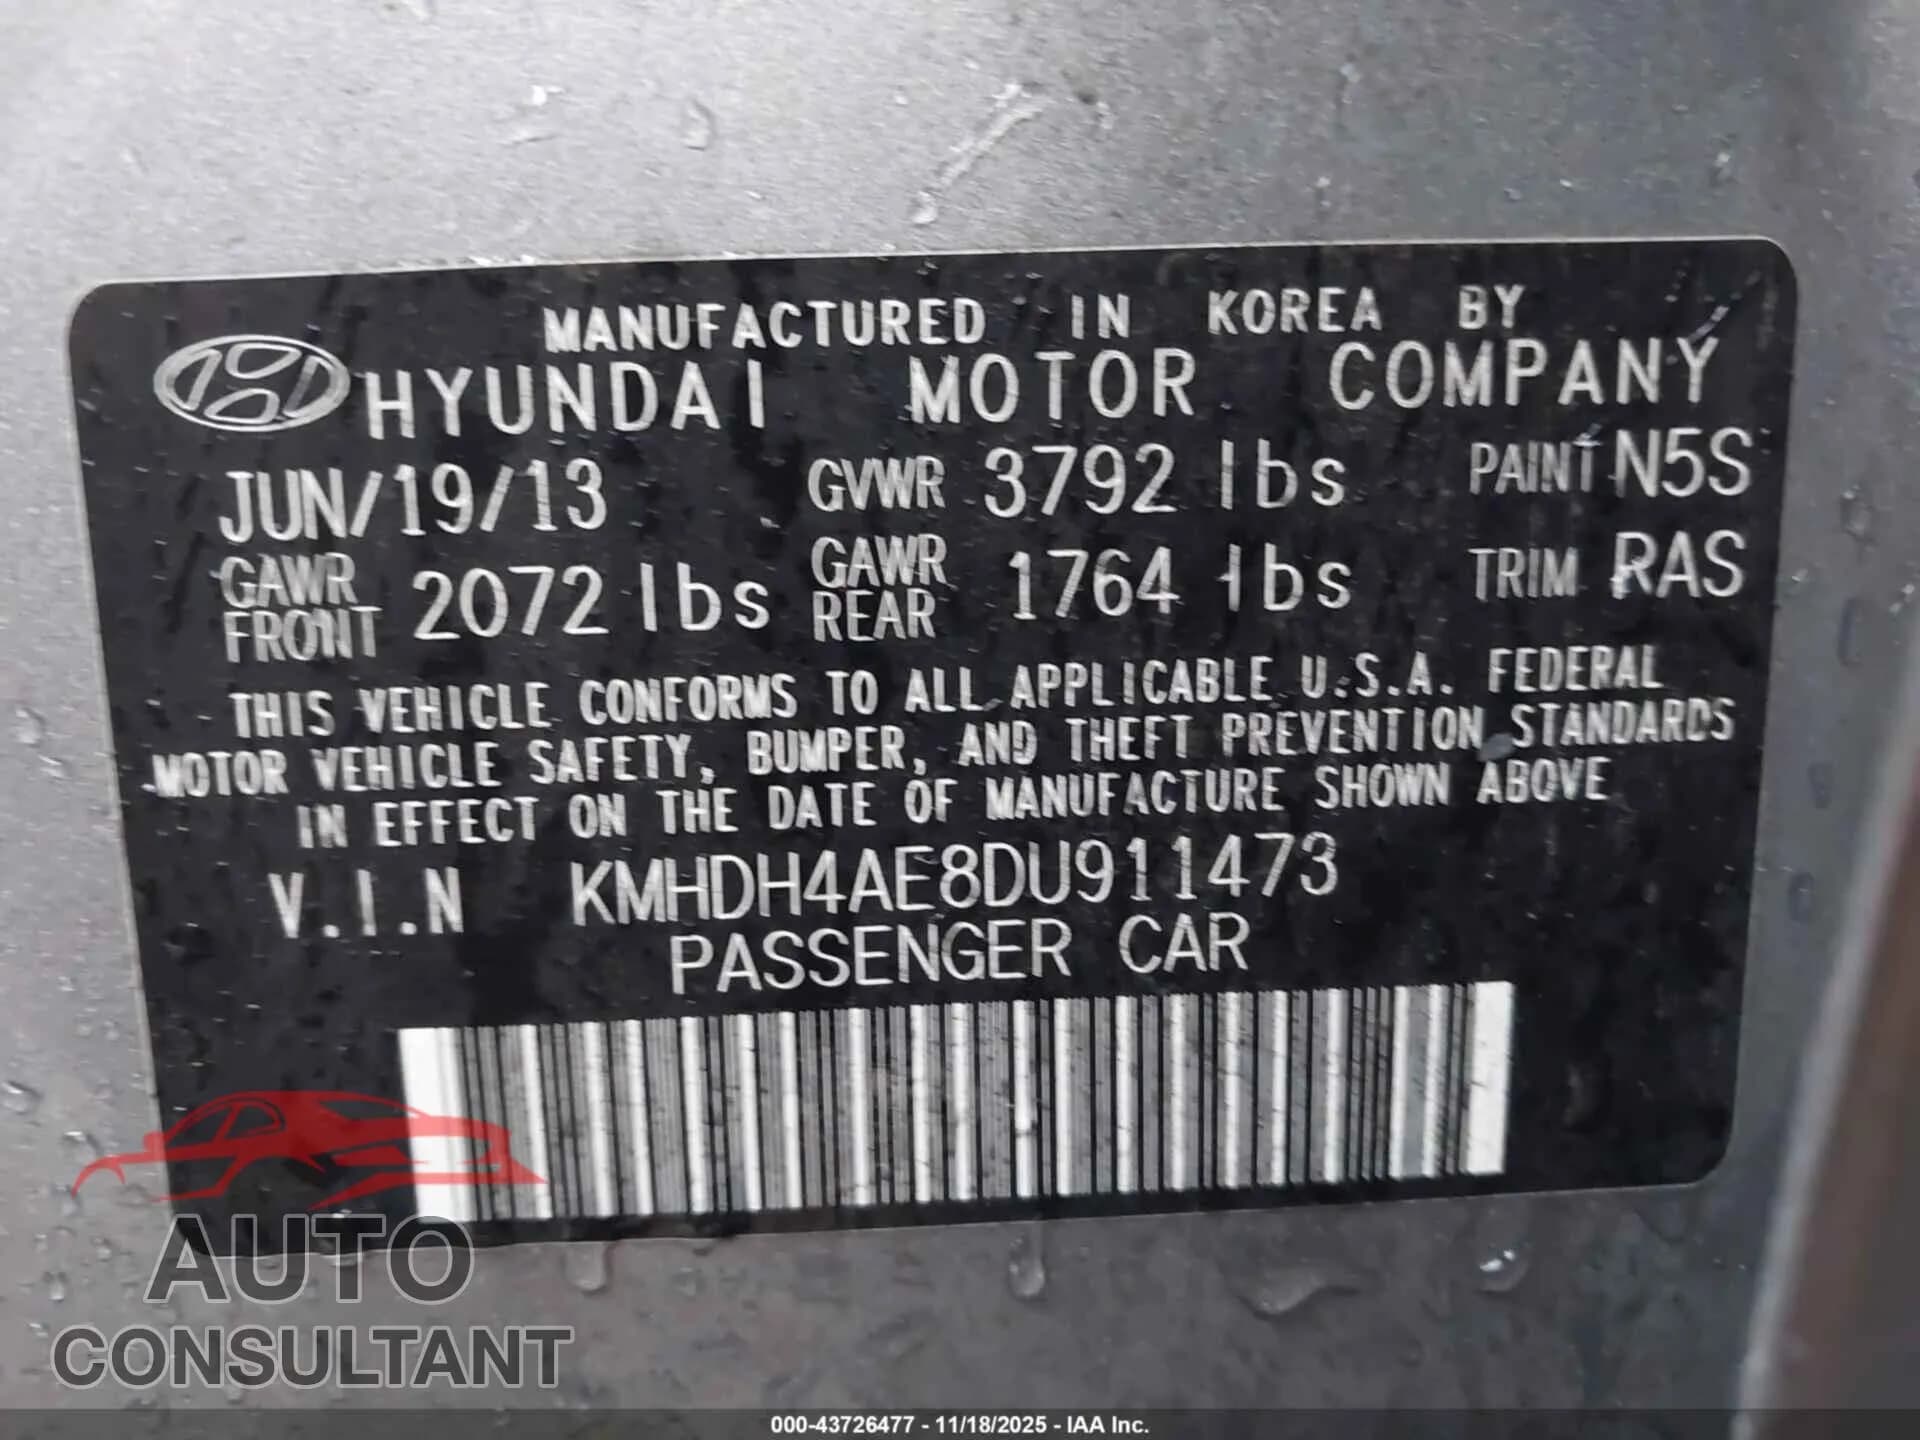 MANUFACTURED IN KOREA BY
HYUNDAI MOTOR COMPANY
JUN/19/13 GVWR 3792 lbs PAINT N5S
GAWR FRONT 2072 lbs GAWR REAR 1764 lbs TRIM RAS
THIS VEHICLE CONFORMS TO ALL APPLICABLE U.S.A. FEDERAL
MOTOR VEHICLE SAFETY, BUMPER, AND THEFT PREVENTION STANDARDS
IN EFFECT ON THE DATE OF MANUFACTURE SHOWN ABOVE
V.I.N KMHDH4AE8DU911473
PASSENGER CAR
AUTO
CONSULTANT
000-43726477 - 11/18/2025 - IAA Inc.